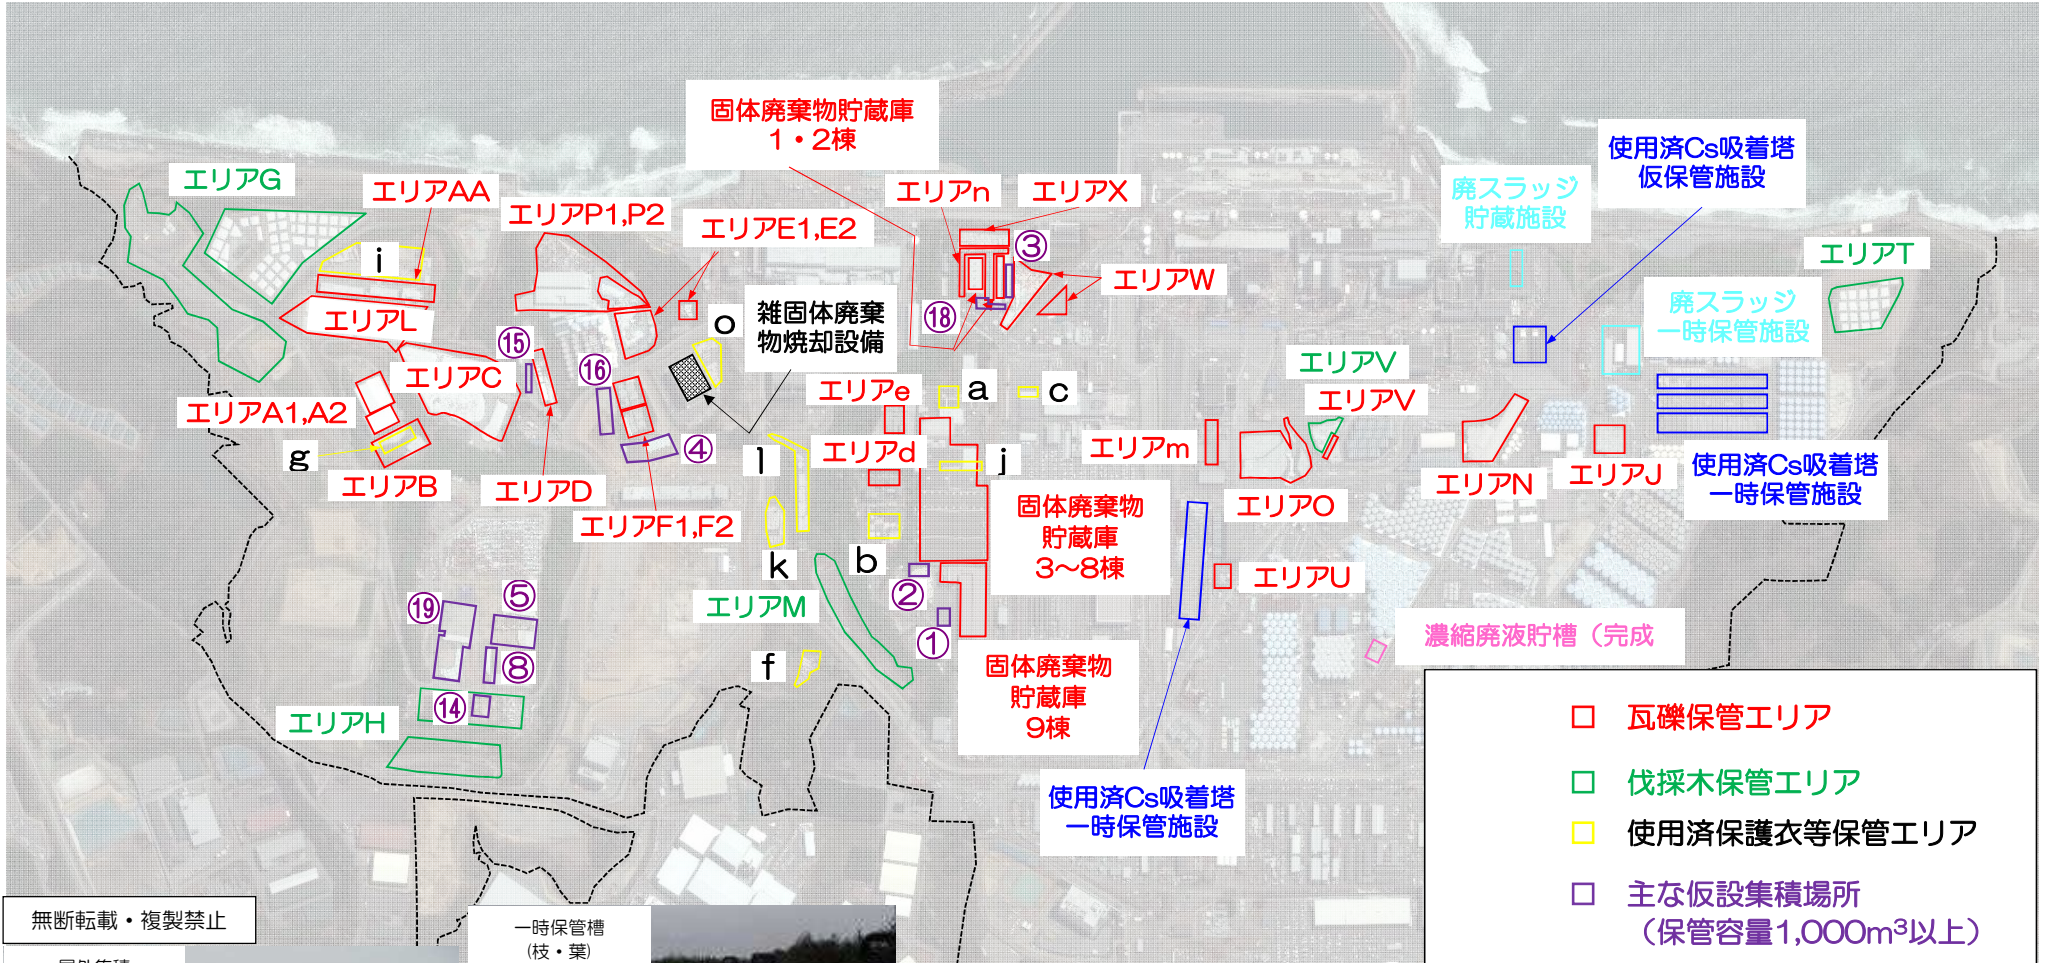 固体廃棄物貯蔵庫
1・2棟
使用済Cs吸着塔
仮保管施設
エリアG
エリアAA
エリアP1,P2
エリアE1,E2
エリアn
エリアX
廃スラッジ
貯蔵施設
③
エリアT
i
エリアW
エリアL
o
雑固体廃棄
物焼却設備
⑱
廃スラッジ
一時保管施設
⑮
⑯
エリアC
エリアe
a
c
エリアV
エリアV
エリアA1,A2
g
④
l
エリアd
j
エリアm
エリアB
エリアD
エリアF1,F2
エリアO
エリアN
エリアJ
使用済Cs吸着塔
一時保管施設
固体廃棄物
貯蔵庫
3～8棟
k
b
②
エリアU
エリアM
⑲
⑤
⑧
①
f
濃縮廃液貯槽（完成
固体廃棄物
貯蔵庫
9棟
⑭
エリアH
使用済Cs吸着塔
一時保管施設
瓦礫保管エリア
伐採木保管エリア
使用済保護衣等保管エリア
主な仮設集積場所
（保管容量1,000m³以上）
無断転載・複製禁止
一時保管槽
(枝・葉)